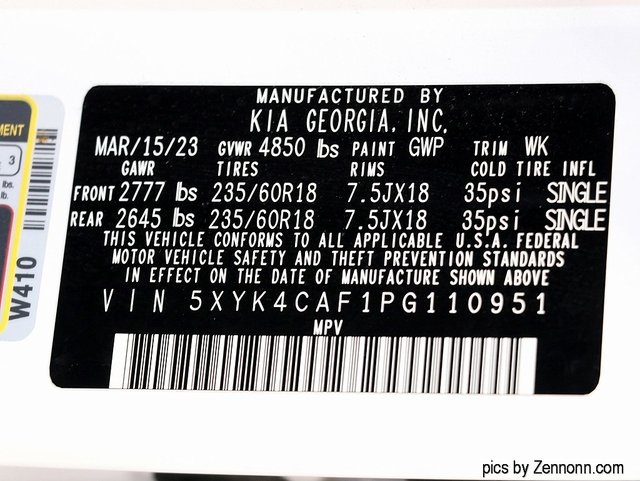 MANUFACTURED BY
KIA GEORGIA, INC.
MAR/15/23 GVWR 4850 lbs PAINT GWP TRIM WK
GAWR TIRES RIMS COLD TIRE INFL
FRONT 2777 lbs 235/60R18 7.5JX18 35psi SINGLE
REAR 2645 lbs 235/60R18 7.5JX18 35psi SINGLE
THIS VEHICLE CONFORMS TO ALL APPLICABLE U.S.A. FEDERAL
MOTOR VEHICLE SAFETY AND THEFT PREVENTION STANDARDS
IN EFFECT ON THE DATE OF MANUFACTURE SHOWN ABOVE
VIN 5XYK4CAF1PG110951
MPV
3
lbs.
lb.
W410
pics by Zennonn.com